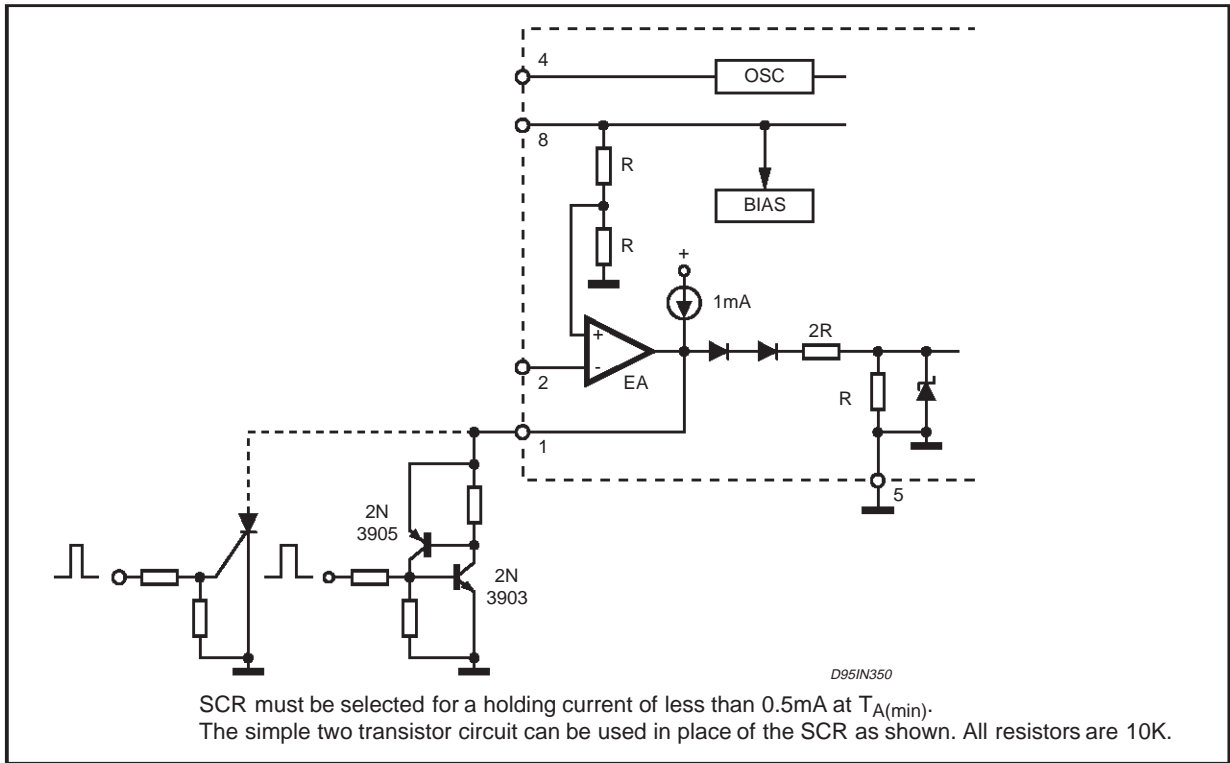 4
OSC
8
R
BIAS
R
+
1mA
2R
+
-
EA
2
R
1
5
2N
3905
2N
3903
D95IN350
SCR must be selected for a holding current of less than 0.5mA at TA(min).
The simple two transistor circuit can be used in place of the SCR as shown. All resistors are 10K.